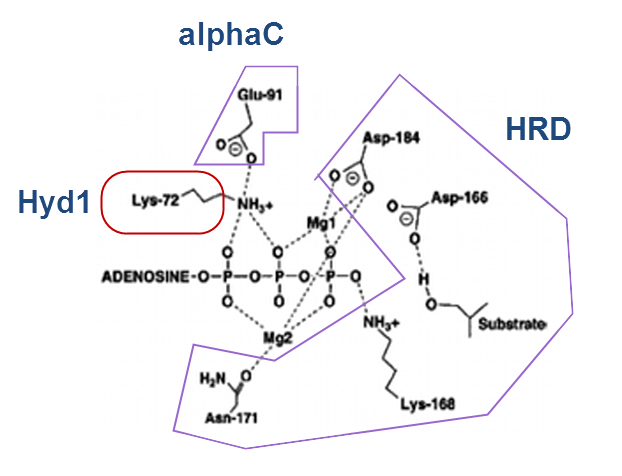 alphaC
Glu-91
O
⊖
O
HRD
Asp-184
O
⊖
O
Hyd1
Lys-72
NH3+
Mg1
Asp-166
O
⊖
O
O O O
ADENOSINE-O-P-O-P-O-P-O
O O O
H
O
Substrate
NH3+
Mg2
H2N
O
Asn-171
Lys-168